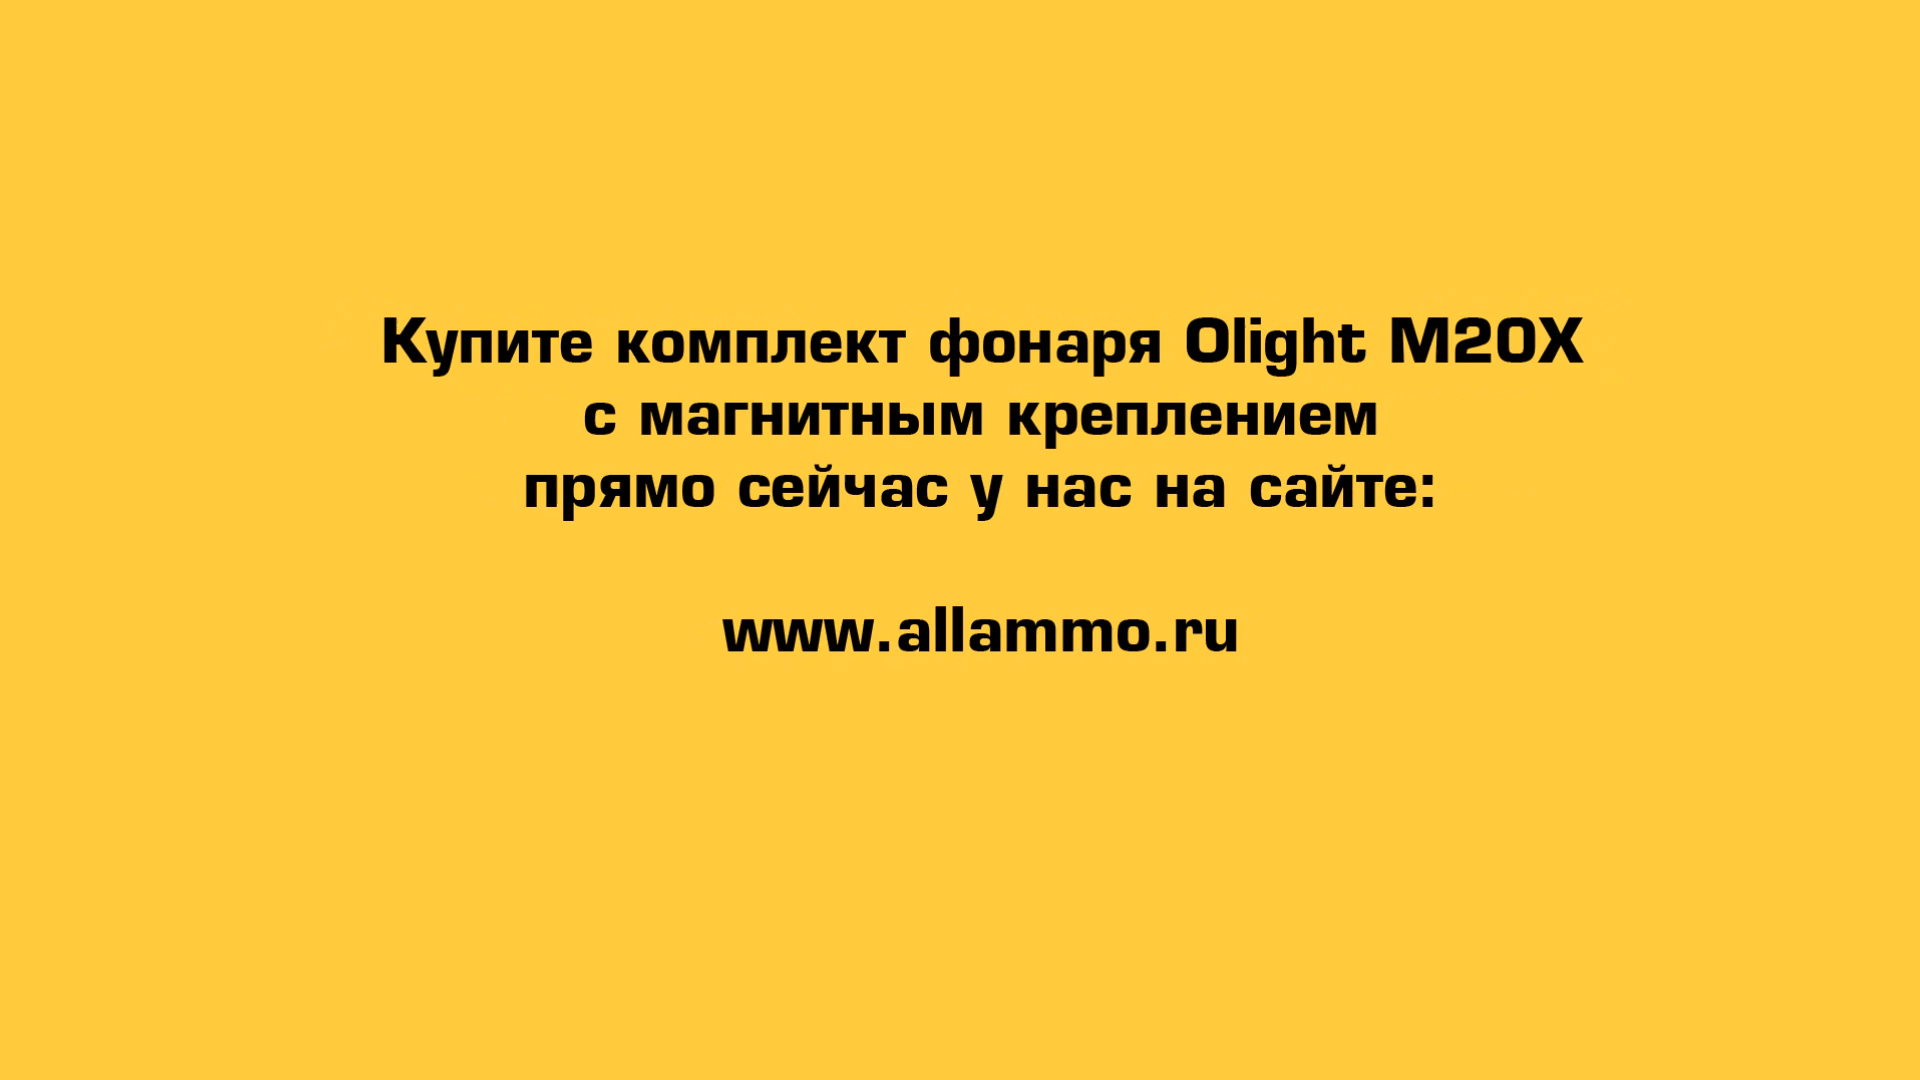 Купите комплект фонаря Olight M20X
с магнитным креплением
прямо сейчас у нас на сайте:
www.allammo.ru